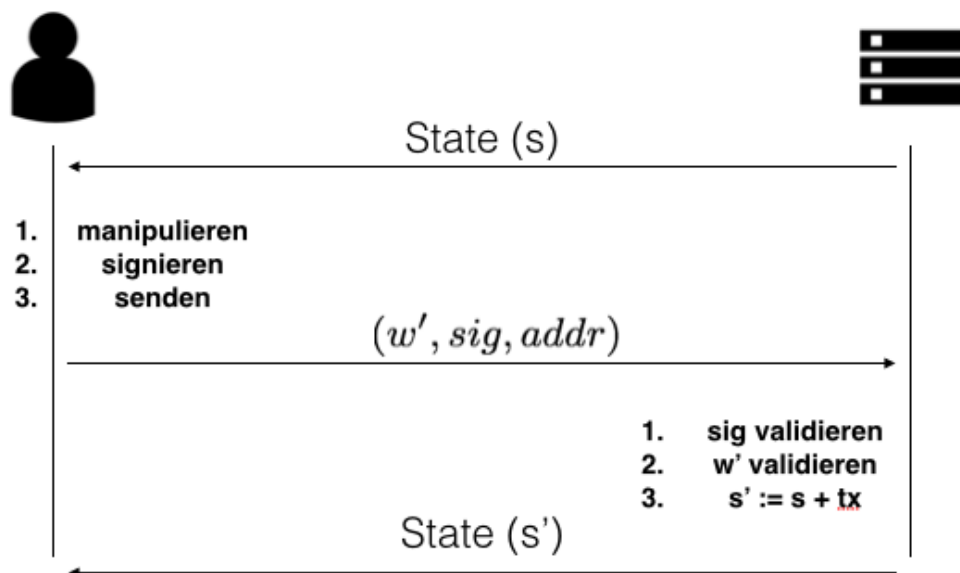 State (s)
1. manipulieren
2. signieren
3. senden
(w′, sig, addr)
1. sig validieren
2. w’ validieren
3. s’ := s + tx
State (s’)